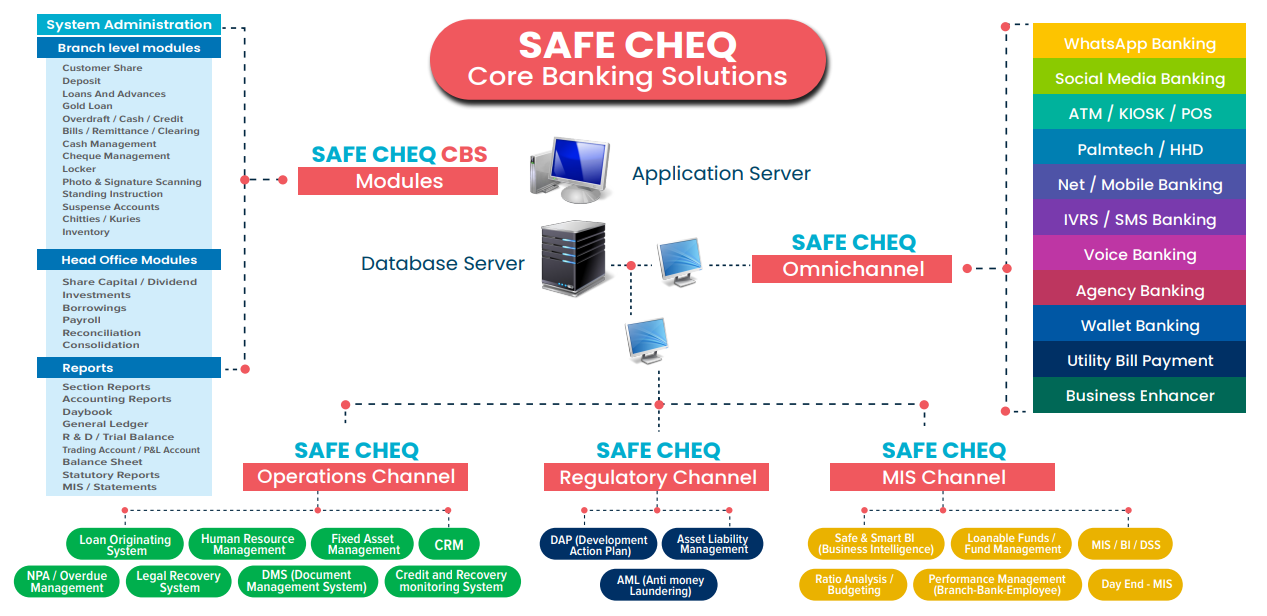 SAFE CHEQ
Core Banking Solutions
System Administration
Branch level modules
Customer Share
Deposit
Loans And Advances
Gold Loan
Overdraft / Cash / Credit
Bills / Remittance / Clearing
Cash Management
Cheque Management
Locker
Photo & Signature Scanning
Standing Instruction
Suspense Accounts
Chitties / Kuries
Inventory
Head Office Modules
Share Capital / Dividend
Investments
Borrowings
Payroll
Reconciliation
Consolidation
Reports
Section Reports
Accounting Reports
Daybook
General Ledger
R & D / Trial Balance
Trading Account / P&L Account
Balance Sheet
Statutory Reports
MIS / Statements
SAFE CHEQ CBS
Modules
Application Server
Database Server
SAFE CHEQ
Omnichannel
WhatsApp Banking
Social Media Banking
ATM / KIOSK / POS
Palmtech / HHD
Net / Mobile Banking
IVRS / SMS Banking
Voice Banking
Agency Banking
Wallet Banking
Utility Bill Payment
Business Enhancer
SAFE CHEQ
Operations Channel
Loan Originating
System
Human Resource
Management
Fixed Asset
Management
CRM
NPA / Overdue
Management
Legal Recovery
System
DMS (Document
Management System)
Credit and Recovery
monitoring System
SAFE CHEQ
Regulatory Channel
DAP (Development
Action Plan)
Asset Liability
Management
AML (Anti money
Laundering)
SAFE CHEQ
MIS Channel
Safe & Smart BI
(Business Intelligence)
Loanable Funds /
Fund Management
MIS / BI / DSS
Ratio Analysis /
Budgeting
Performance Management
(Branch-Bank-Employee)
Day End - MIS